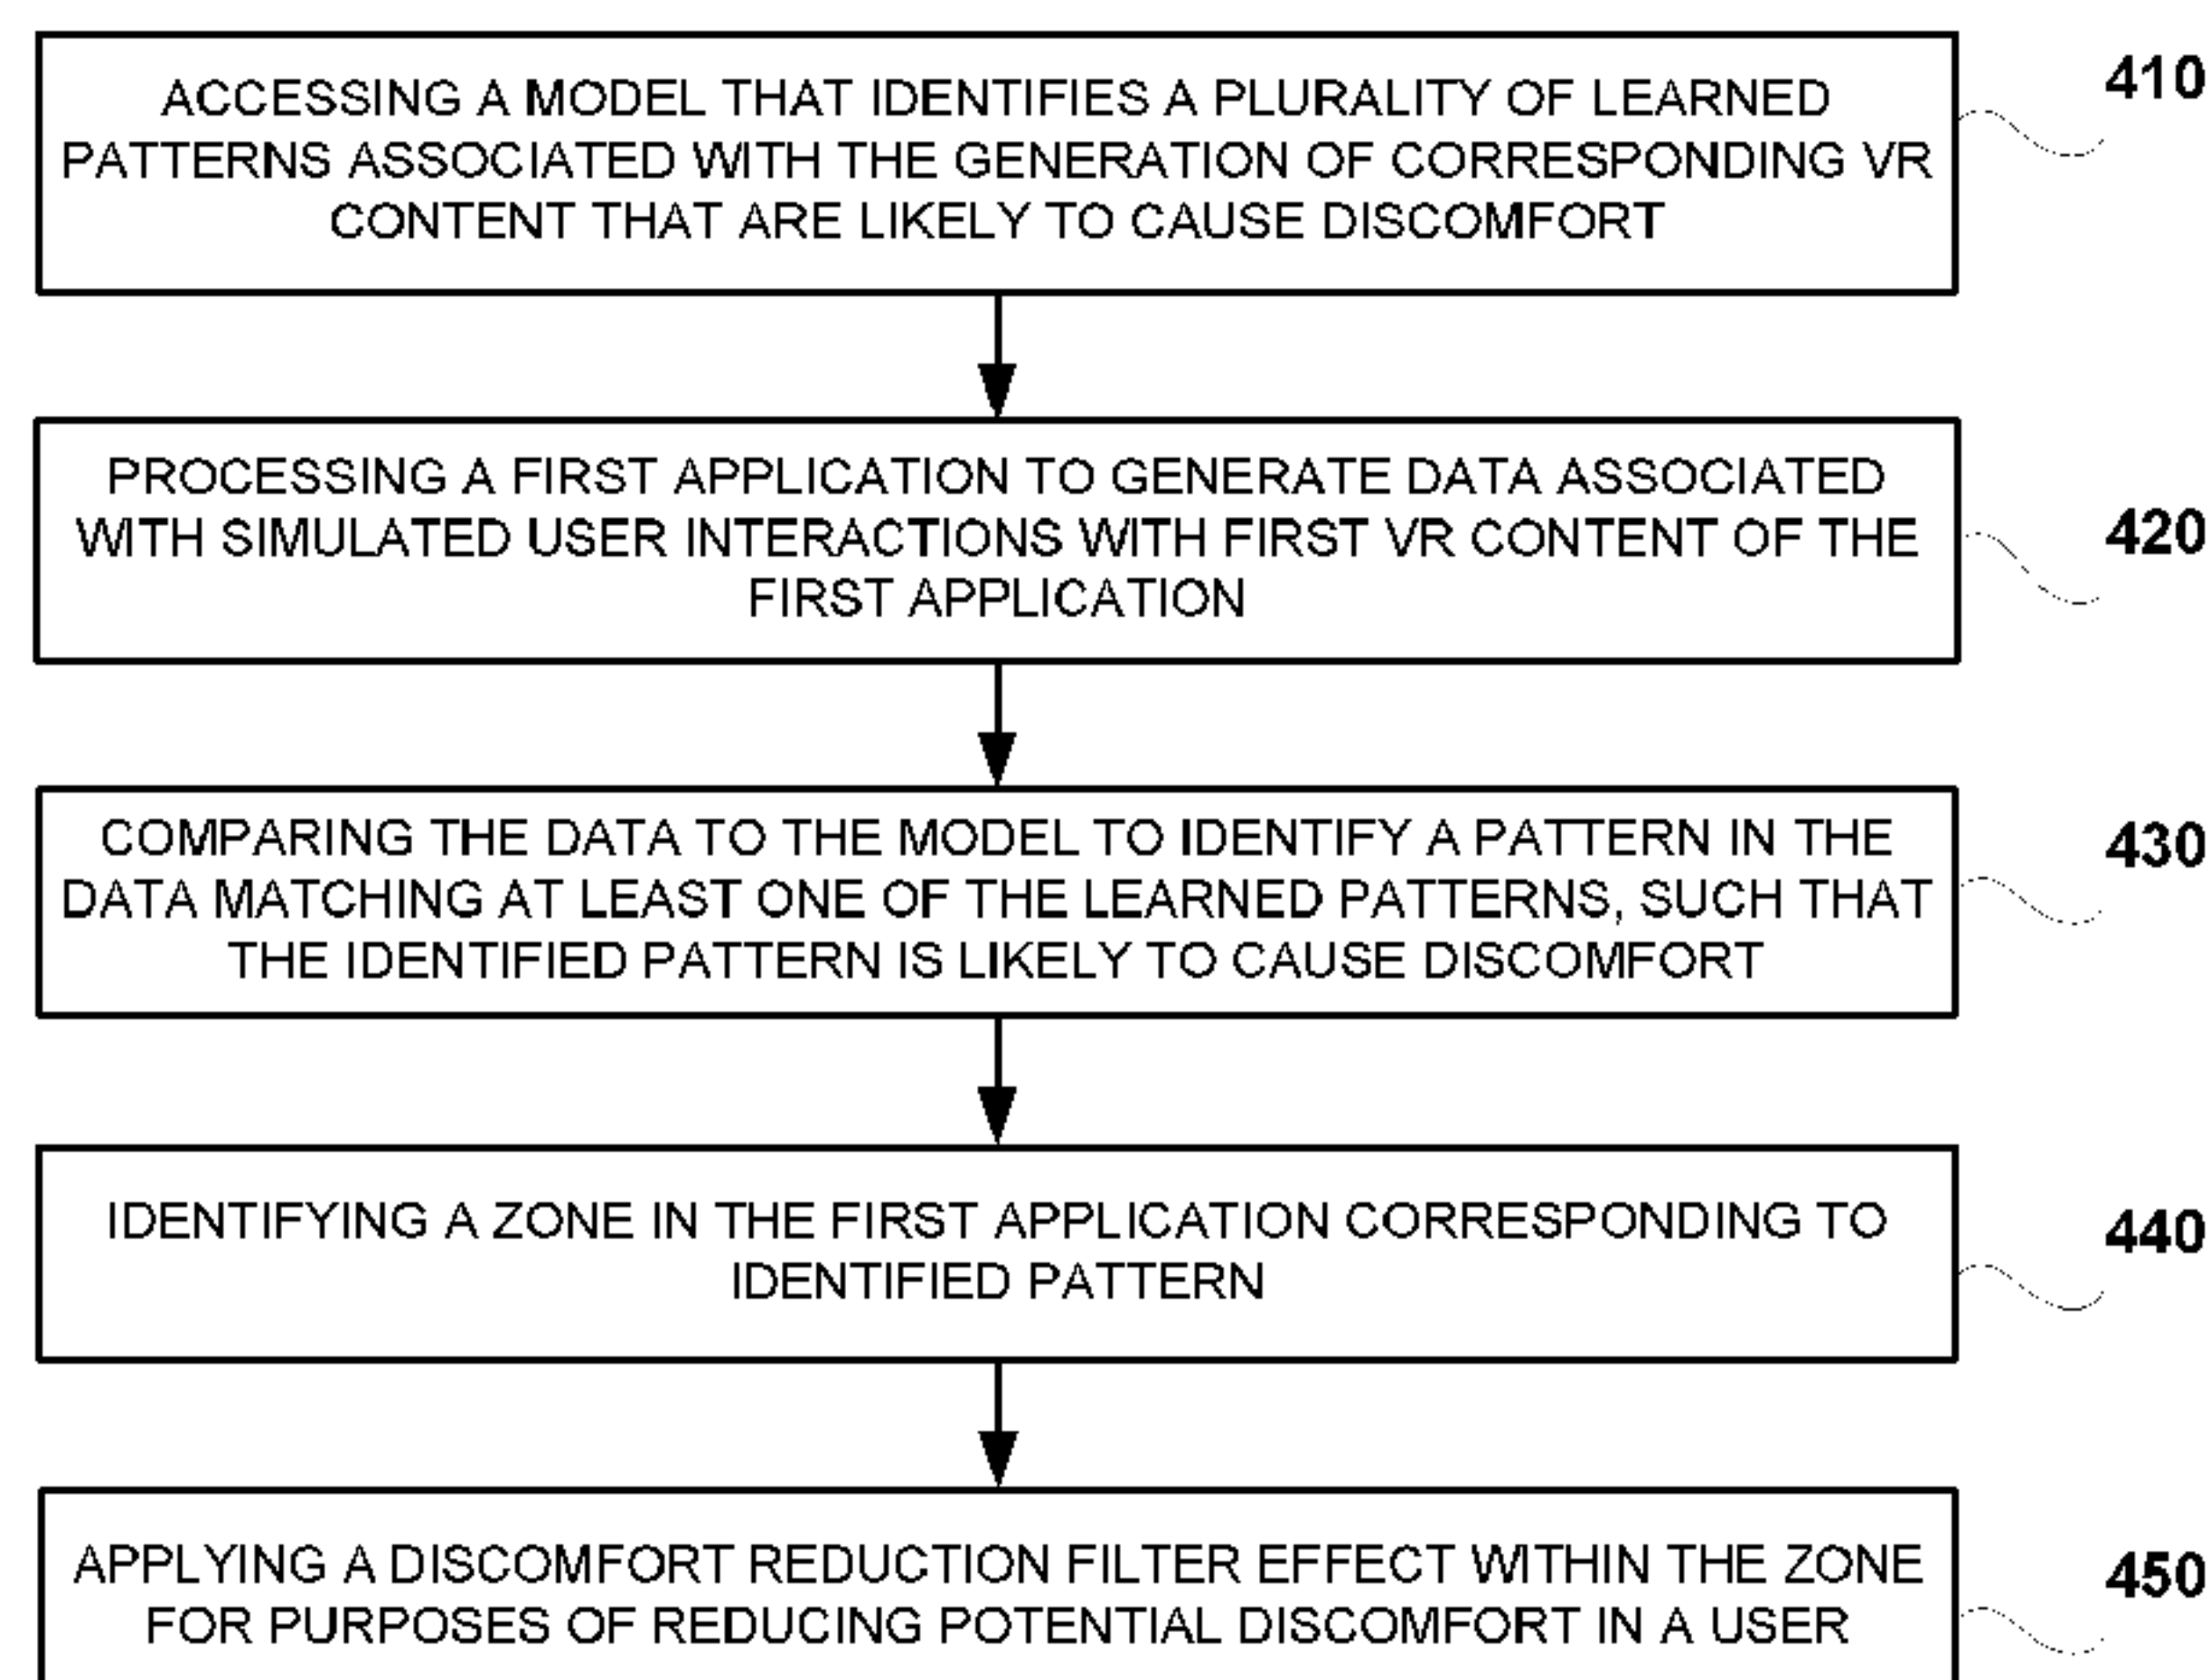 ACCESSING A MODEL THAT IDENTIFIES A PLURALITY OF LEARNED
PATTERNS ASSOCIATED WITH THE GENERATION OF CORRESPONDING VR
CONTENT THAT ARE LIKELY TO CAUSE DISCOMFORT
410
PROCESSING A FIRST APPLICATION TO GENERATE DATA ASSOCIATED
WITH SIMULATED USER INTERACTIONS WITH FIRST VR CONTENT OF THE
FIRST APPLICATION
420
COMPARING THE DATA TO THE MODEL TO IDENTIFY A PATTERN IN THE
DATA MATCHING AT LEAST ONE OF THE LEARNED PATTERNS, SUCH THAT
THE IDENTIFIED PATTERN IS LIKELY TO CAUSE DISCOMFORT
430
IDENTIFYING A ZONE IN THE FIRST APPLICATION CORRESPONDING TO
IDENTIFIED PATTERN
440
APPLYING A DISCOMFORT REDUCTION FILTER EFFECT WITHIN THE ZONE
FOR PURPOSES OF REDUCING POTENTIAL DISCOMFORT IN A USER
450